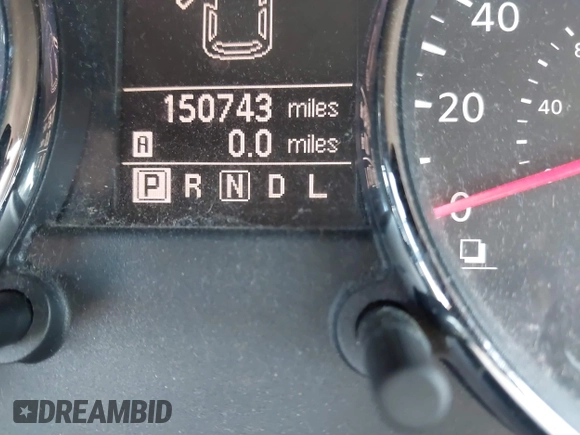 150743 miles
A 0.0 miles
P R N D L
40
20
40
0
DREAMBID